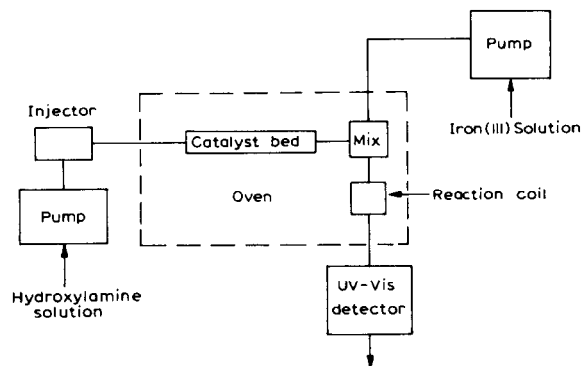 Pump
Injector
Iron(III) Solution
Catalyst bed
Mix
Oven
Reaction coil
Pump
Hydroxylamine
solution
UV-Vis
detector